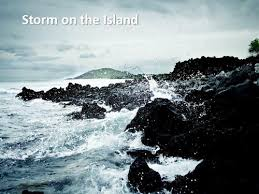 Storm on the Island